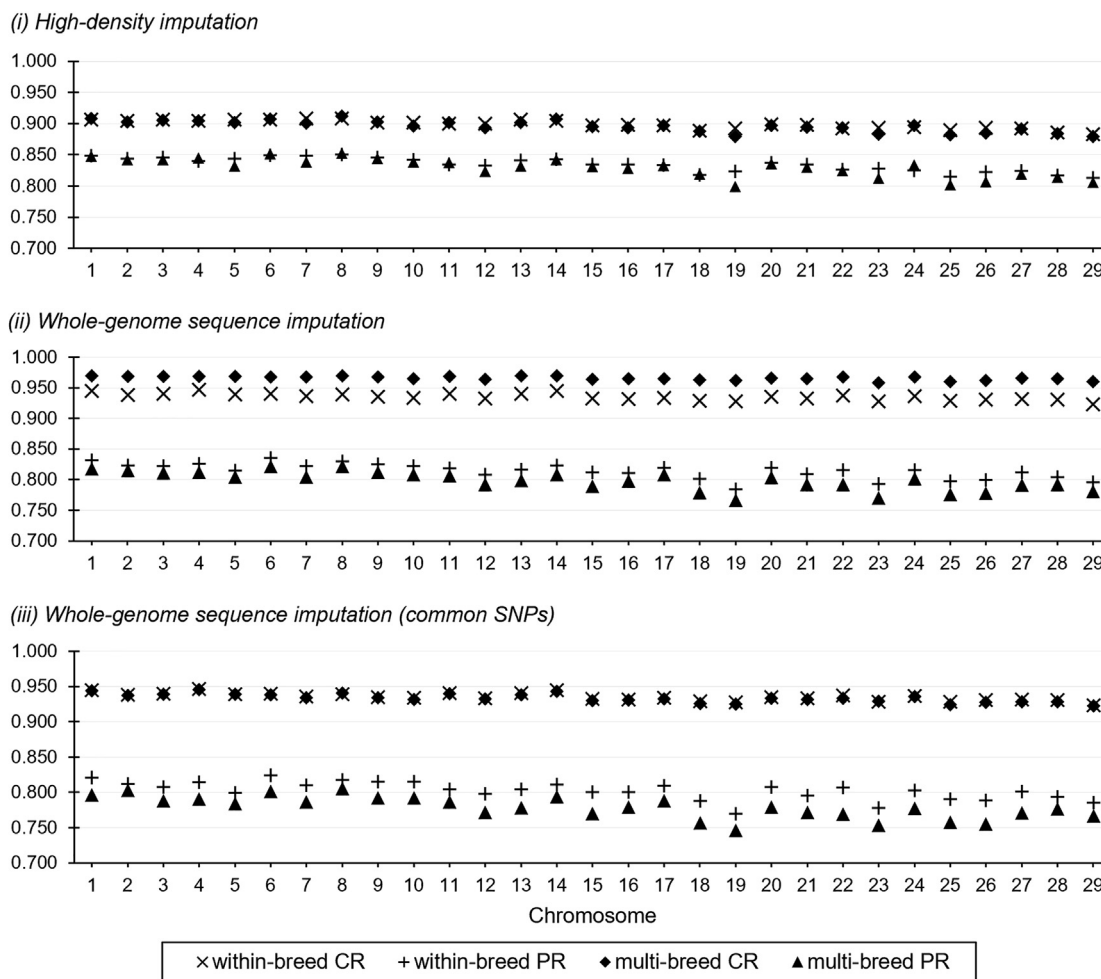 (i) High-density imputation
1.000
0.950
0.900
0.850
0.800
0.750
0.700
1 2 3 4 5 6 7 8 9 10 11 12 13 14 15 16 17 18 19 20 21 22 23 24 25 26 27 28 29
(ii) Whole-genome sequence imputation
1.000
0.950
0.900
0.850
0.800
0.750
0.700
1 2 3 4 5 6 7 8 9 10 11 12 13 14 15 16 17 18 19 20 21 22 23 24 25 26 27 28 29
(iii) Whole-genome sequence imputation (common SNPs)
1.000
0.950
0.900
0.850
0.800
0.750
0.700
1 2 3 4 5 6 7 8 9 10 11 12 13 14 15 16 17 18 19 20 21 22 23 24 25 26 27 28 29
Chromosome
within-breed CR within-breed PR multi-breed CR multi-breed PR